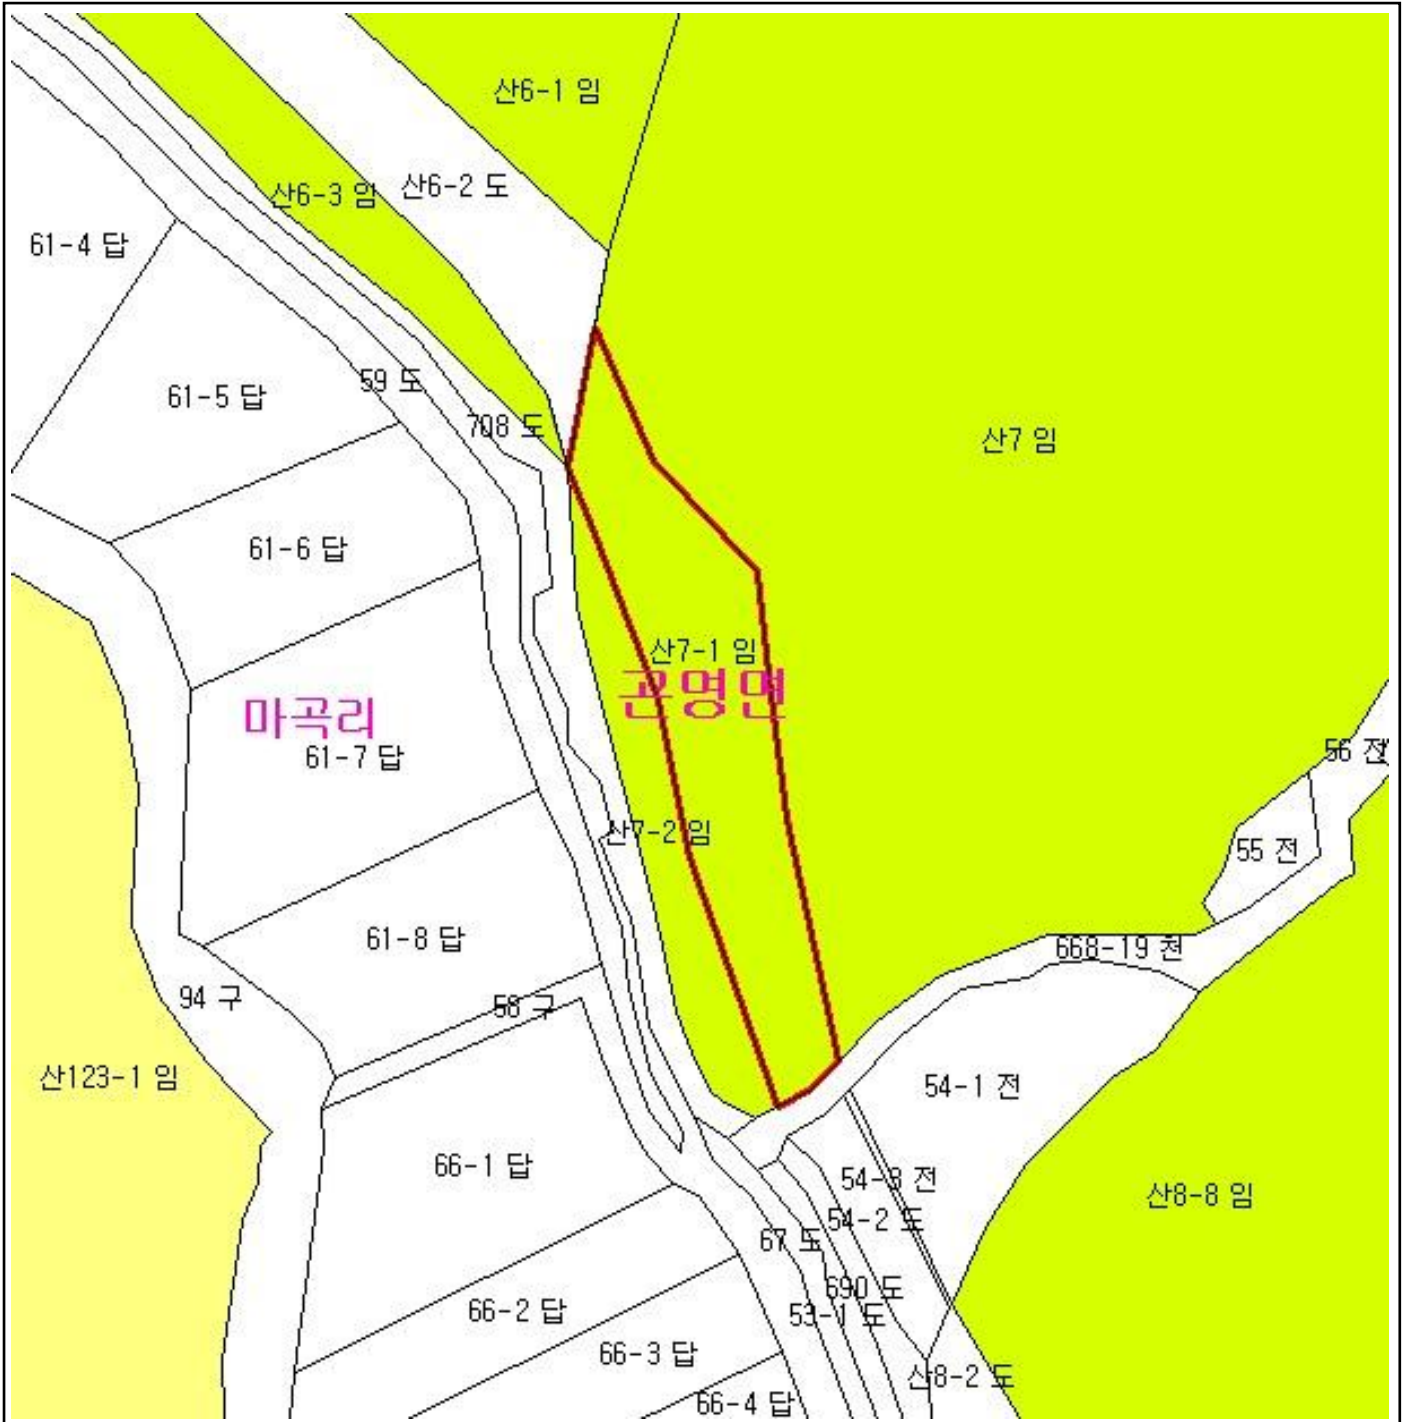 산6-1 임
산6-3 임
산6-2 도
61-4 답
61-5 답
59 도
708 도
산7 임
61-6 답
산7-1 임
곤명면
마곡리
61-7 답
56 전
산7-2 임
55 전
61-8 답
668-19 천
94 구
58 구
산123-1 임
54-1 전
66-1 답
54-3 전
산8-8 임
54-2 도
67 도
690 도
66-2 답
53-1 도
66-3 답
산8-2 도
66-4 답